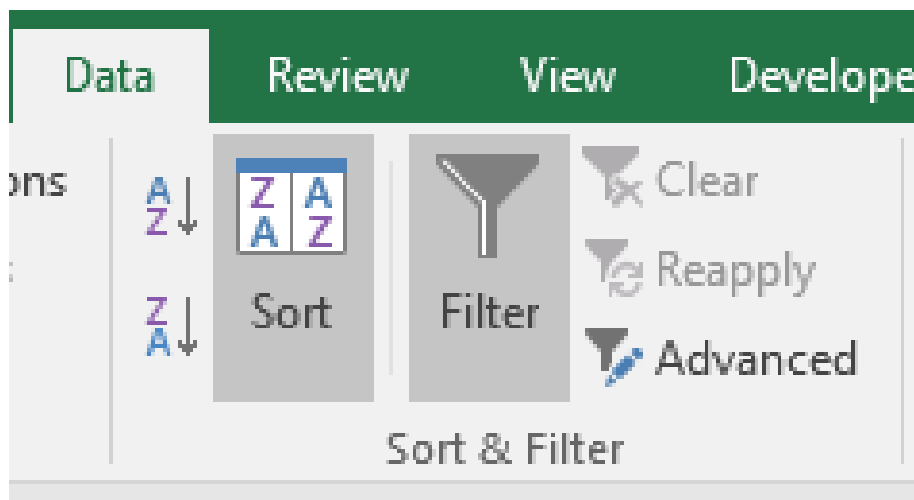 Data Review View Develope
ons
A Z
Z A
Z A
A Z
Sort
Filter
Clear
Reapply
Advanced
Sort & Filter